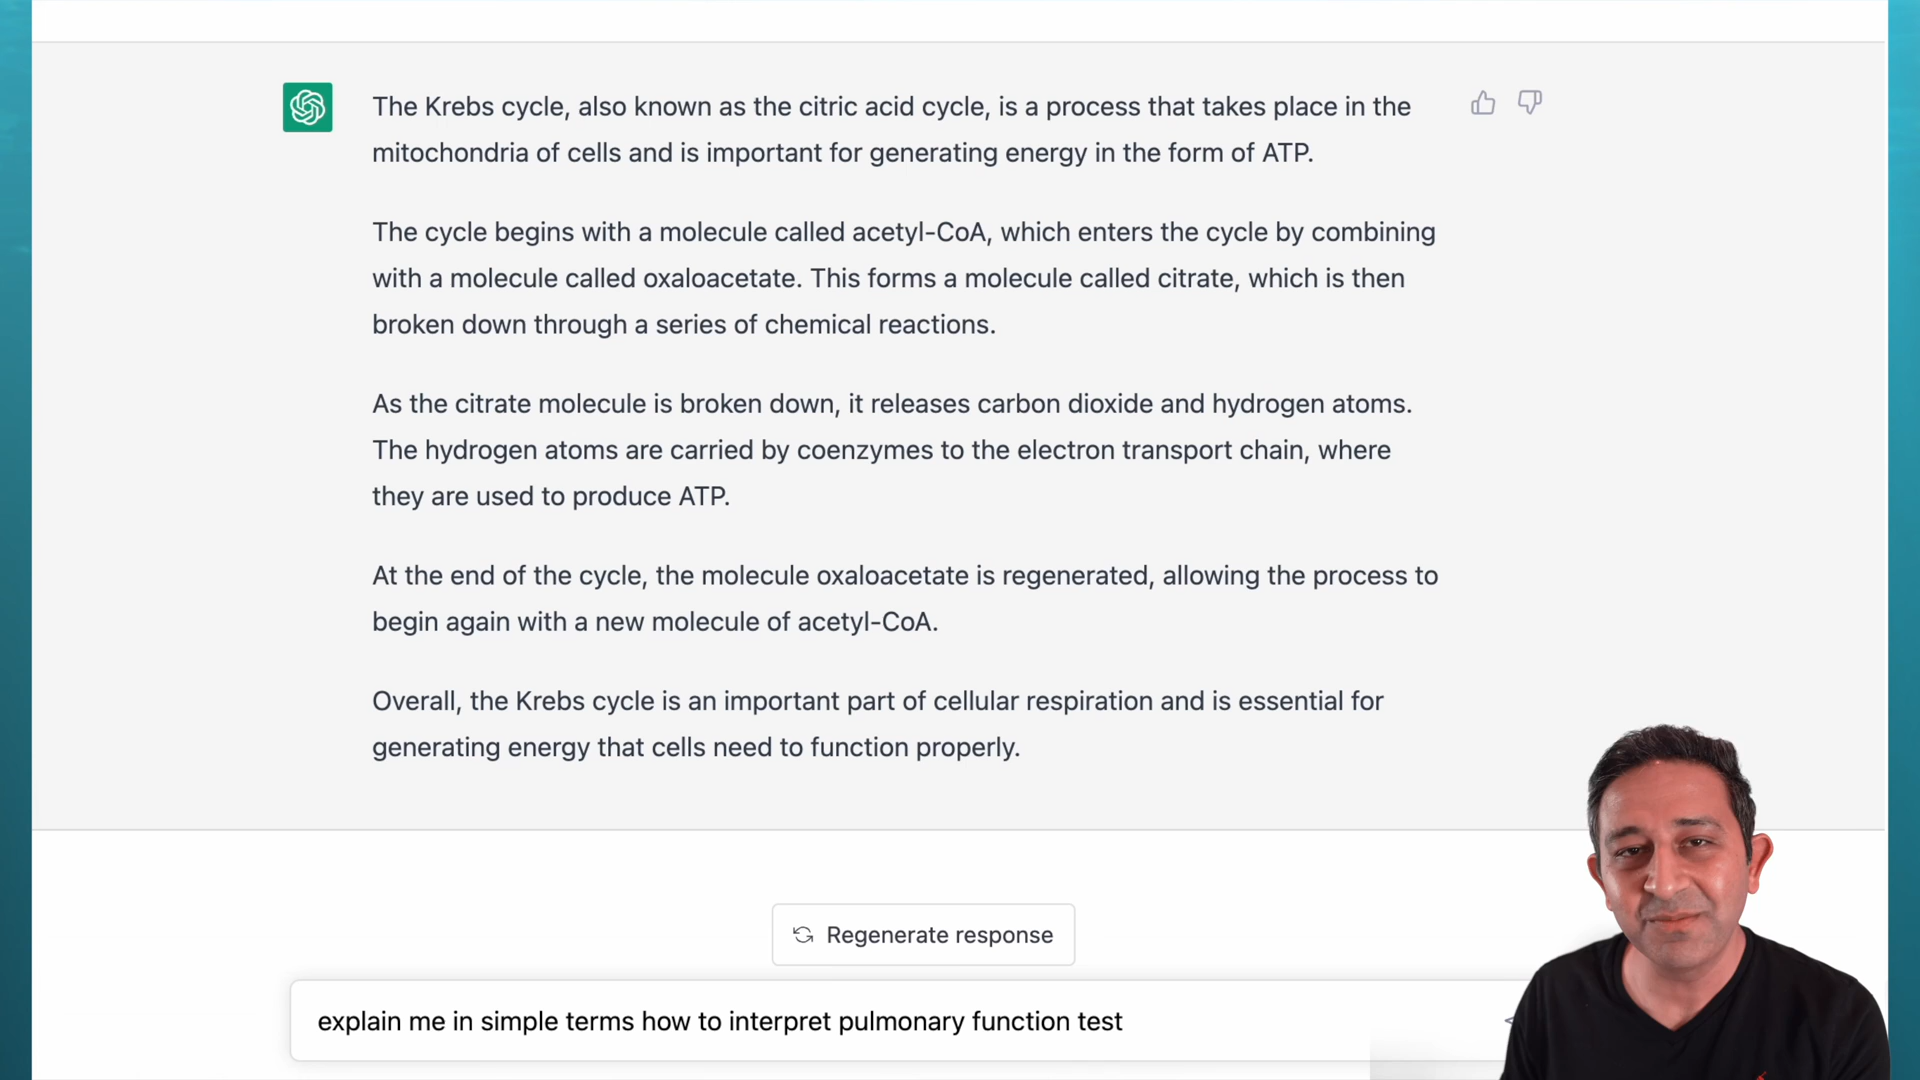 The Krebs cycle, also known as the citric acid cycle, is a process that takes place in the
mitochondria of cells and is important for generating energy in the form of ATP.
The cycle begins with a molecule called acetyl-CoA, which enters the cycle by combining
with a molecule called oxaloacetate. This forms a molecule called citrate, which is then
broken down through a series of chemical reactions.
As the citrate molecule is broken down, it releases carbon dioxide and hydrogen atoms.
The hydrogen atoms are carried by coenzymes to the electron transport chain, where
they are used to produce ATP.
At the end of the cycle, the molecule oxaloacetate is regenerated, allowing the process to
begin again with a new molecule of acetyl-CoA.
Overall, the Krebs cycle is an important part of cellular respiration and is essential for
generating energy that cells need to function properly.
Regenerate response
explain me in simple terms how to interpret pulmonary function test